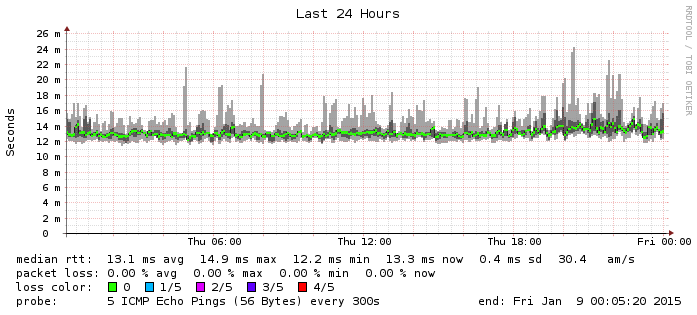 Last 24 Hours
RRDTOOL / TOBI OETIKER
Seconds
26 m
24 m
22 m
20 m
18 m
16 m
14 m
12 m
10 m
8 m
6 m
4 m
2 m
0
Thu 06:00 Thu 12:00 Thu 18:00 Fri 00:00
median rtt: 13.1 ms avg 14.9 ms max 12.2 ms min 13.3 ms now 0.4 ms sd 30.4 am/s
packet loss: 0.00 % avg 0.00 % max 0.00 % min 0.00 % now
loss color: 0 1/5 2/5 3/5 4/5
probe: 5 ICMP Echo Pings (56 Bytes) every 300s end: Fri Jan 9 00:05:20 2015